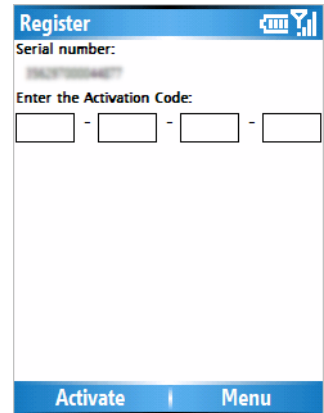 Register
Serial number:
Enter the Activation Code:
- - -
Activate Menu